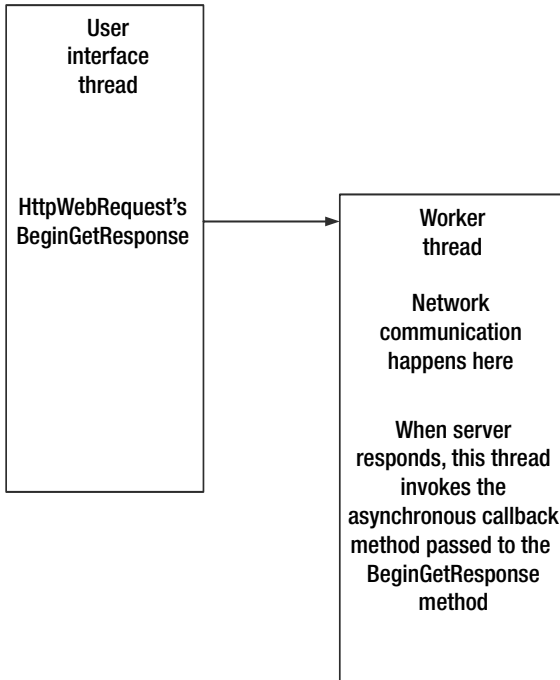 User
interface
thread
HttpWebRequest's
BeginGetResponse
Worker
thread
Network
communication
happens here
When server
responds, this thread
invokes the
asynchronous callback
method passed to the
BeginGetResponse
method